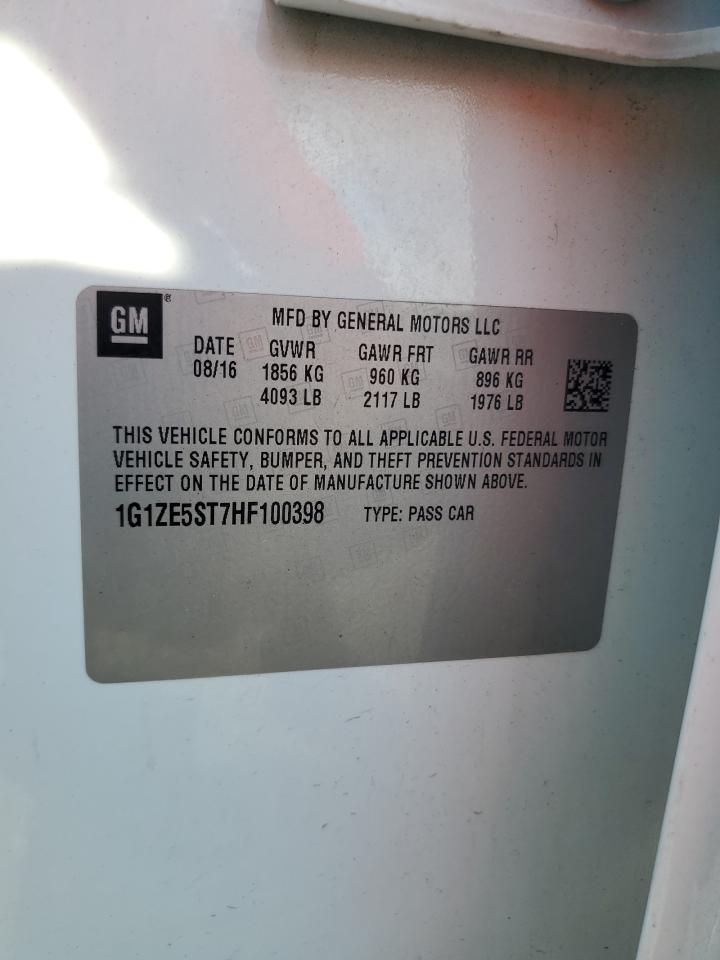 GM ®
MFD BY GENERAL MOTORS LLC
DATE GVWR GAWR FRT GAWR RR
08/16 1856 KG 960 KG 896 KG
4093 LB 2117 LB 1976 LB
THIS VEHICLE CONFORMS TO ALL APPLICABLE U.S. FEDERAL MOTOR
VEHICLE SAFETY, BUMPER, AND THEFT PREVENTION STANDARDS IN
EFFECT ON THE DATE OF MANUFACTURE SHOWN ABOVE.
1G1ZE5ST7HF100398 TYPE: PASS CAR